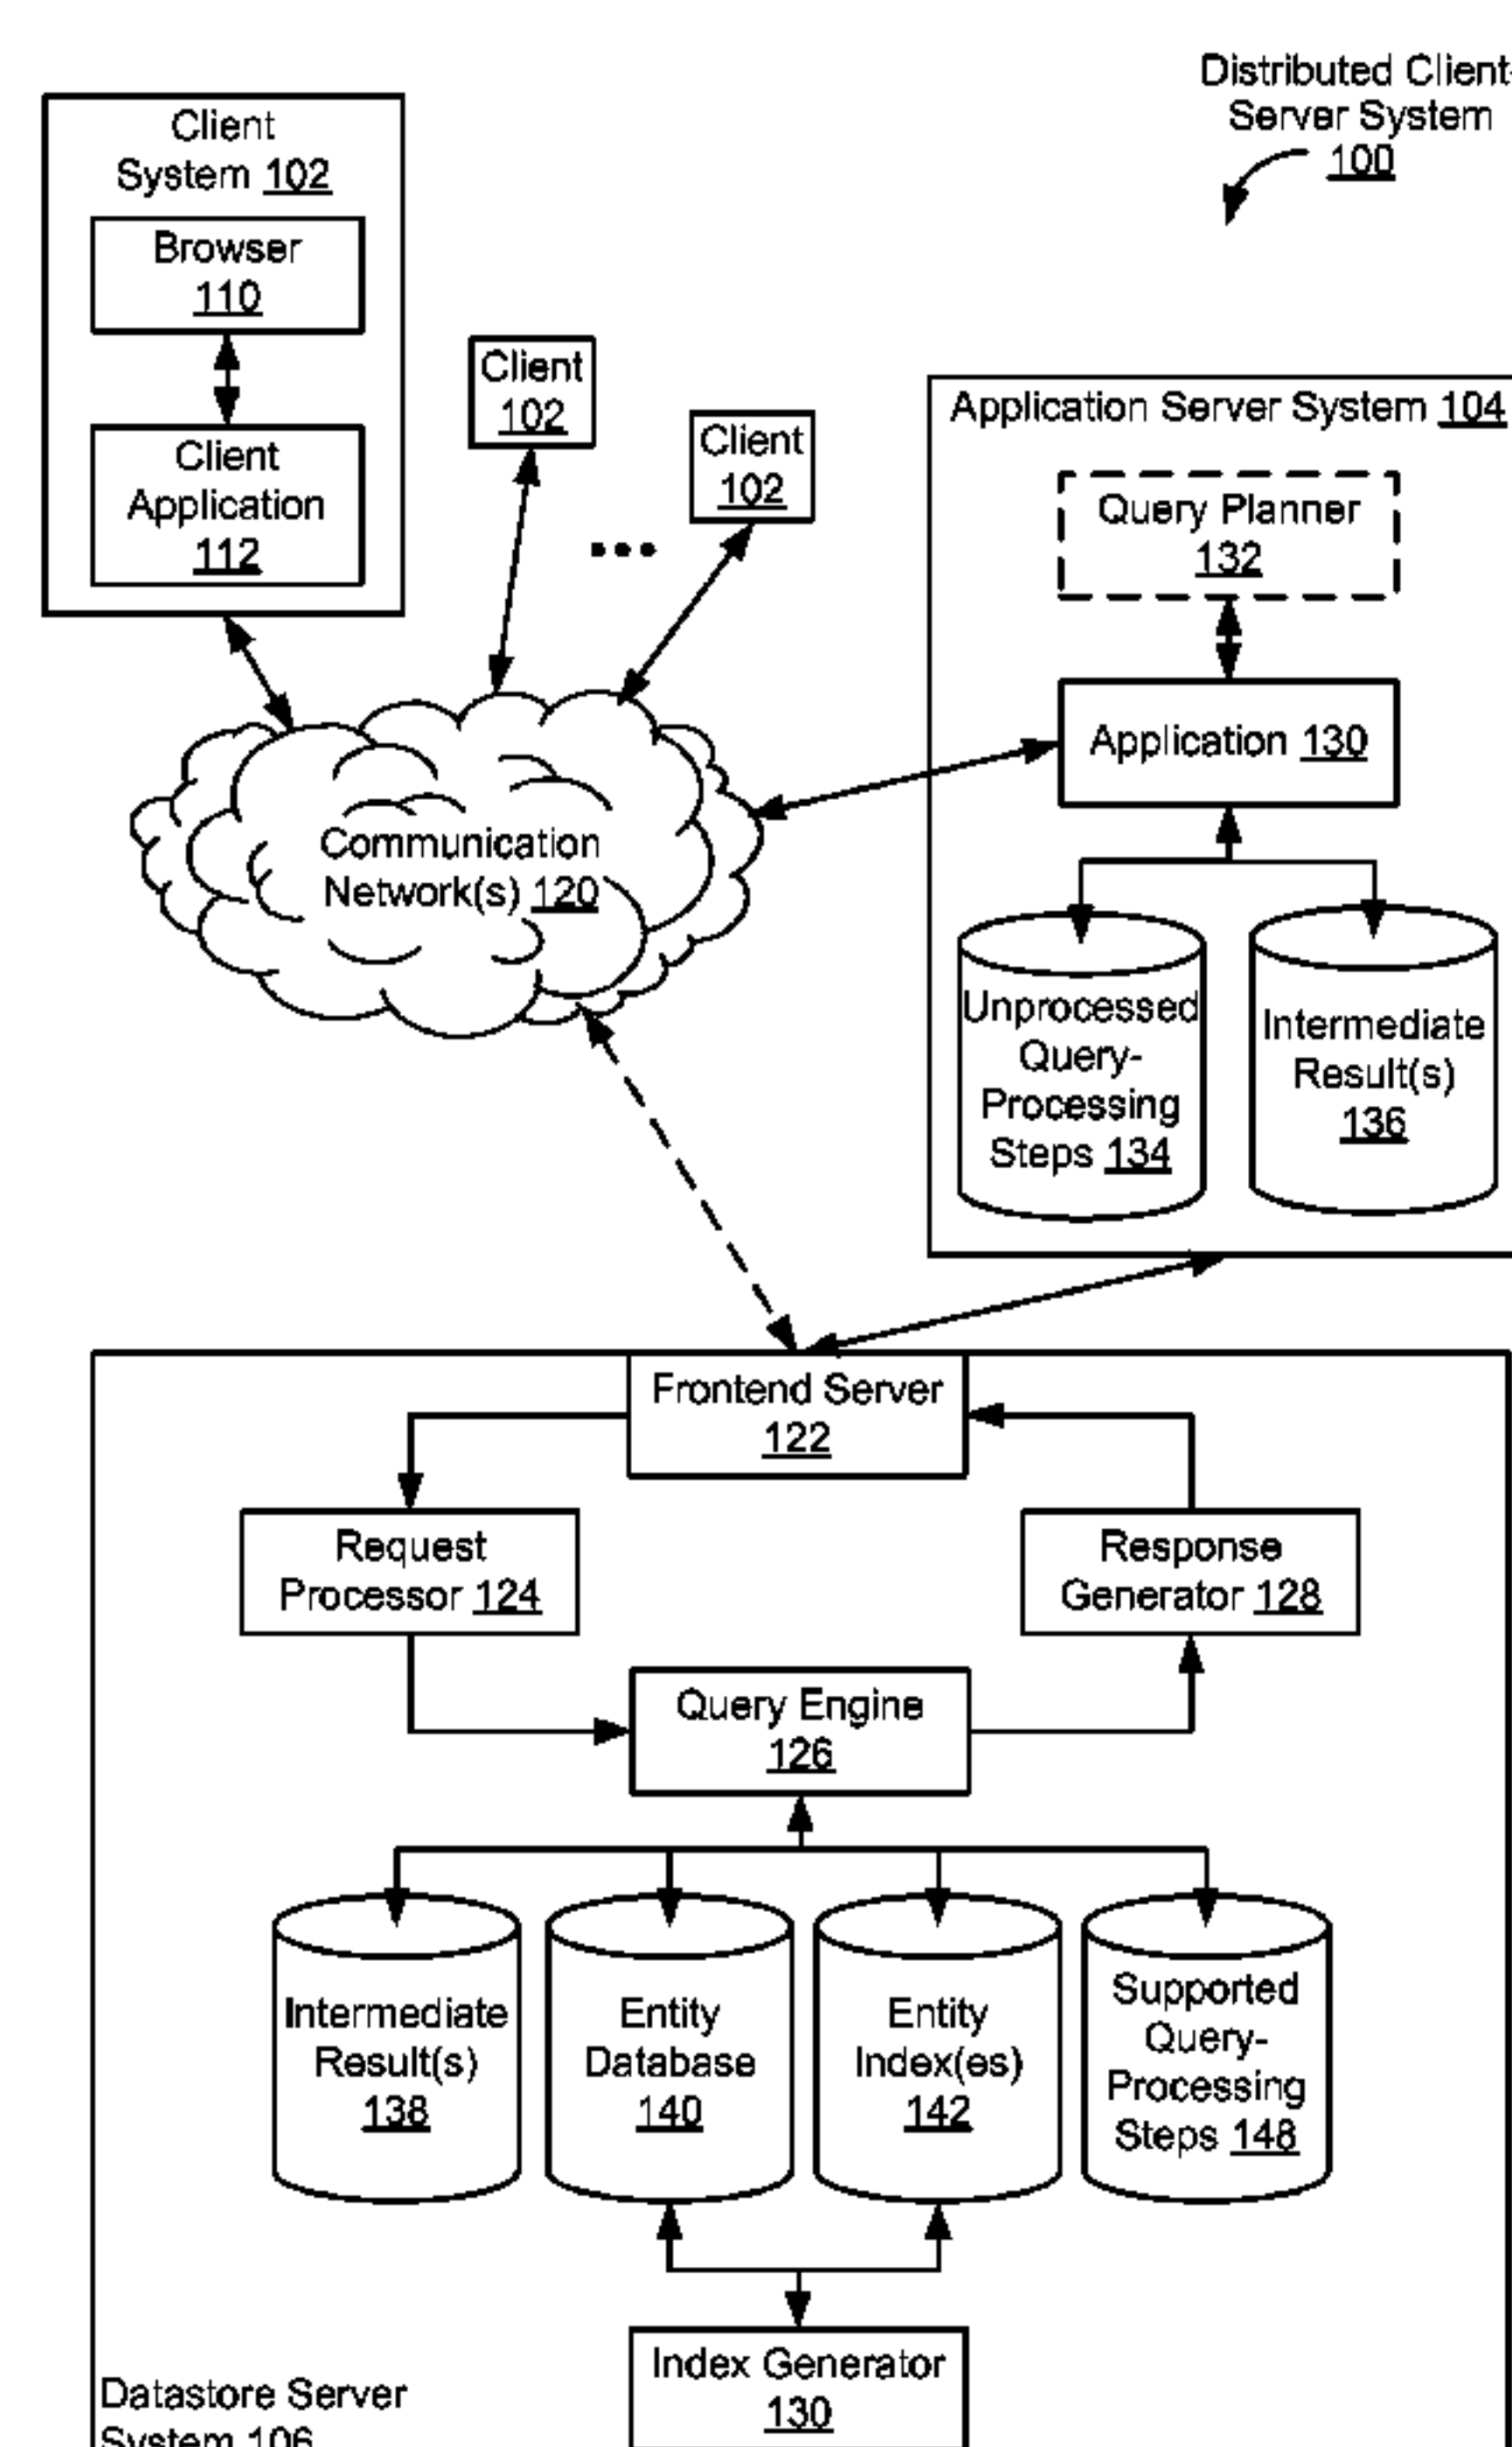 Distributed Client-
Server System
100
Client
System 102
Browser
110
Client
Application
112
Client
102
Client
102
Application Server System 104
Query Planner
132
Application 130
Communication
Network(s) 120
Unprocessed
Query-
Processing
Steps 134
Intermediate
Result(s)
136
Frontend Server
122
Request
Processor 124
Response
Generator 128
Query Engine
126
Intermediate
Result(s)
138
Entity
Database
140
Entity
Index(es)
142
Supported
Query-
Processing
Steps 148
Index Generator
130
Datastore Server
System 106